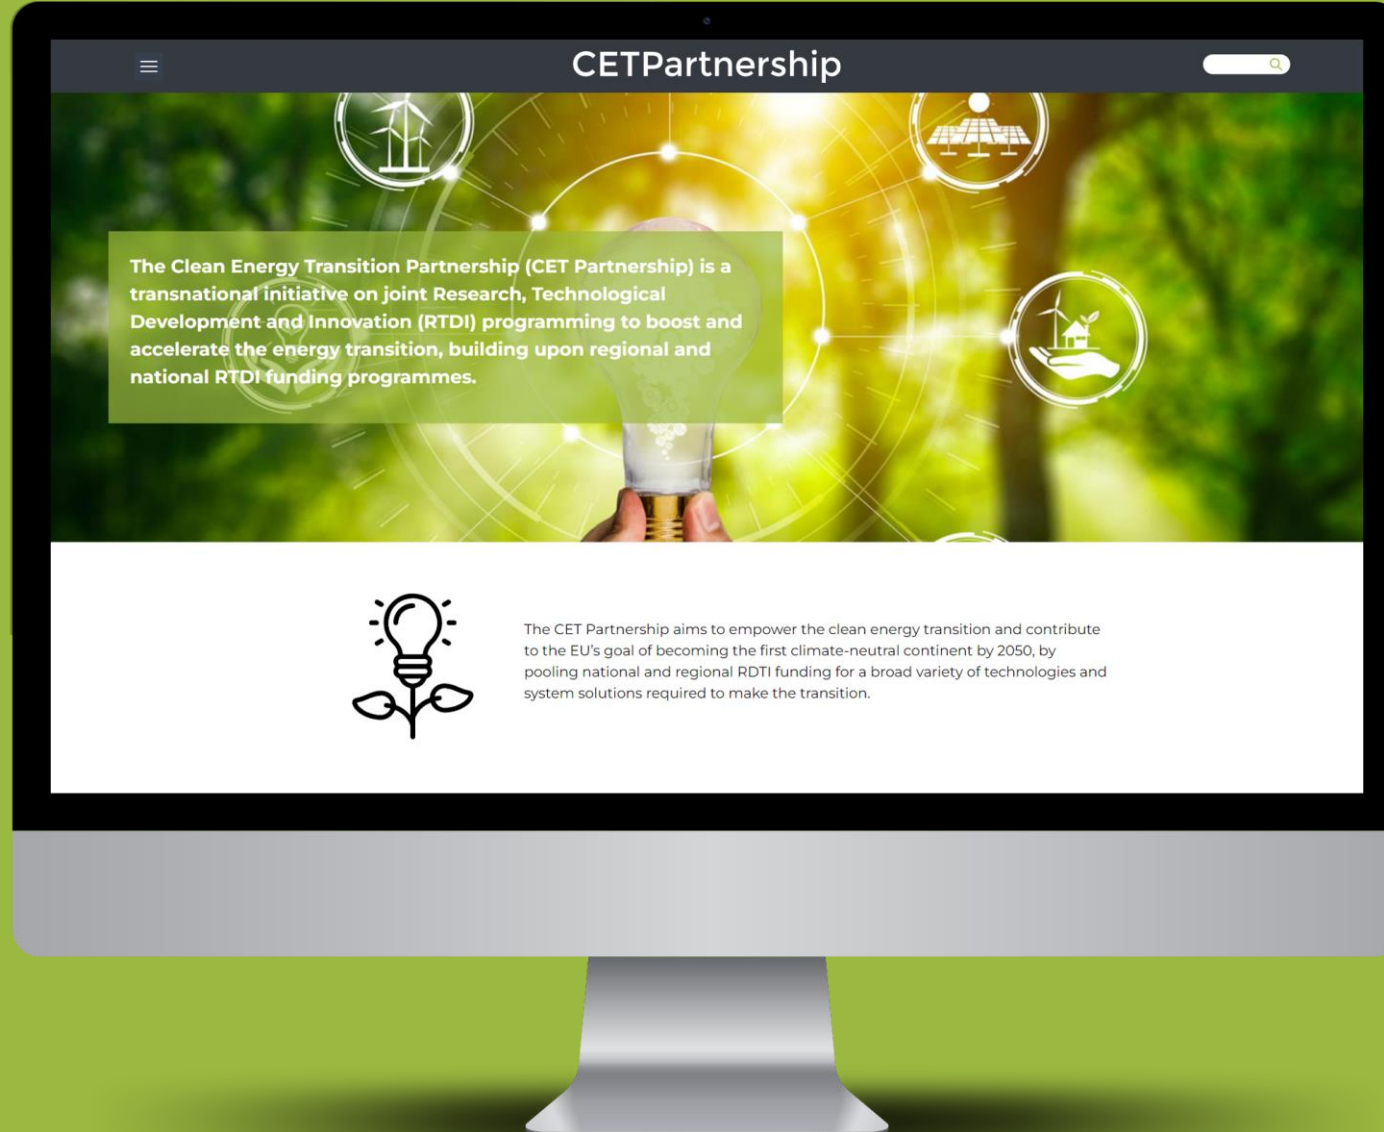 CETPartnership
The Clean Energy Transition Partnership (CET Partnership) is a
transnational initiative on joint Research, Technological
Development and Innovation (RTDI) programming to boost and
accelerate the energy transition, building upon regional and
national RTDI funding programmes.
The CET Partnership aims to empower the clean energy transition and contribute
to the EU’s goal of becoming the first climate-neutral continent by 2050, by
pooling national and regional RDTI funding for a broad variety of technologies and
system solutions required to make the transition.